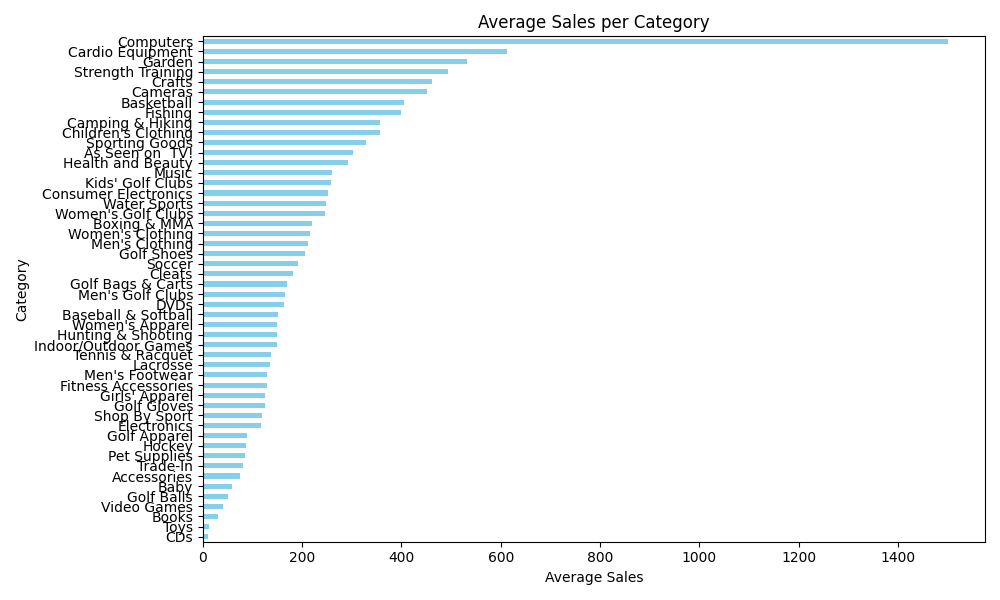 Average Sales per Category
Computers
Cardio Equipment
Garden
Strength Training
Crafts
Cameras
Basketball
Fishing
Camping & Hiking
Children's Clothing
Sporting Goods
As Seen on  TV!
Health and Beauty
Music
Kids' Golf Clubs
Consumer Electronics
Water Sports
Women's Golf Clubs
Boxing & MMA
Women's Clothing
Men's Clothing
Golf Shoes
Soccer
Cleats
Golf Bags & Carts
Men's Golf Clubs
DVDs
Baseball & Softball
Women's Apparel
Hunting & Shooting
Indoor/Outdoor Games
Tennis & Racquet
Lacrosse
Men's Footwear
Fitness Accessories
Girls' Apparel
Golf Gloves
Shop By Sport
Electronics
Golf Apparel
Hockey
Pet Supplies
Trade-In
Accessories
Baby
Golf Balls
Video Games
Books
Toys
CDs
Category
0 200 400 600 800 1000 1200 1400
Average Sales